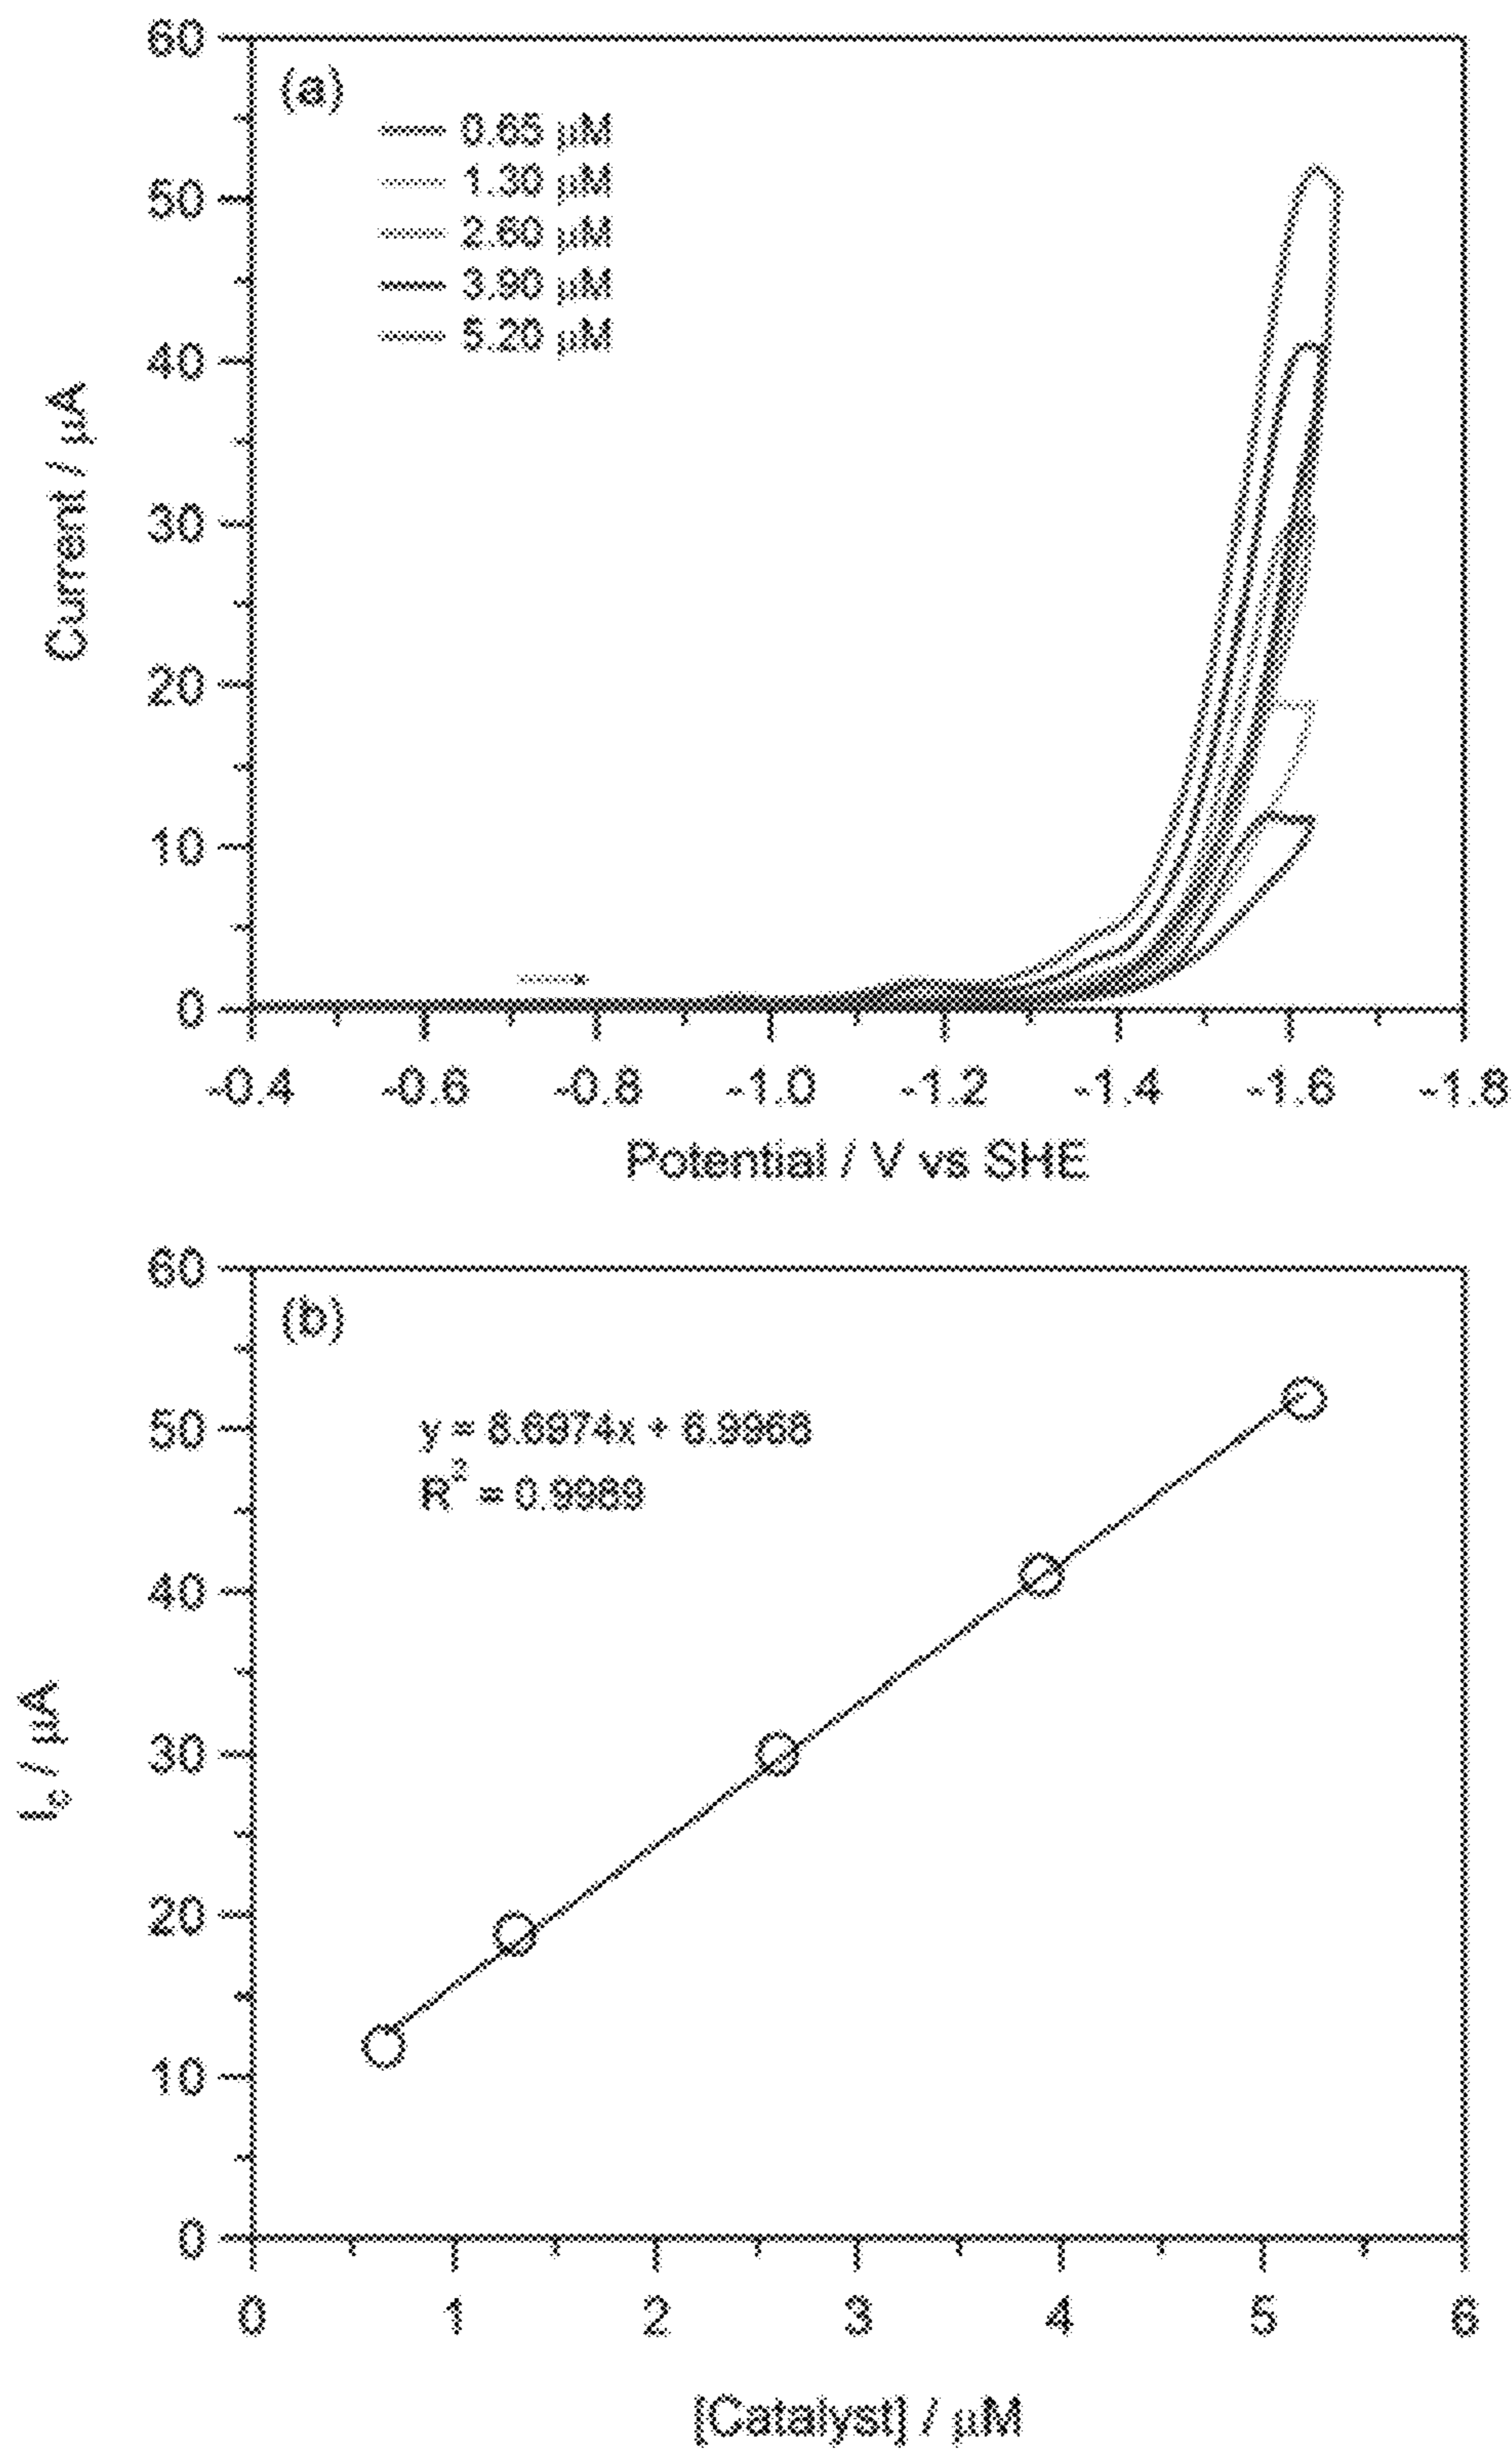 60
(a)
0.65 µM
1.30 µM
50
2.60 µM
3.90 µM
5.20 µM
40
Current / µA
30
20
10
0
-0.4 -0.6 -0.8 -1.0 -1.2 -1.4 -1.6 -1.8
Potential / V vs SHE
60
(b)
y = 8.6974x + 6.9968
50
R² = 0.9989
40
Ip / µA
30
20
10
0
0 1 2 3 4 5 6
[Catalyst] / µM